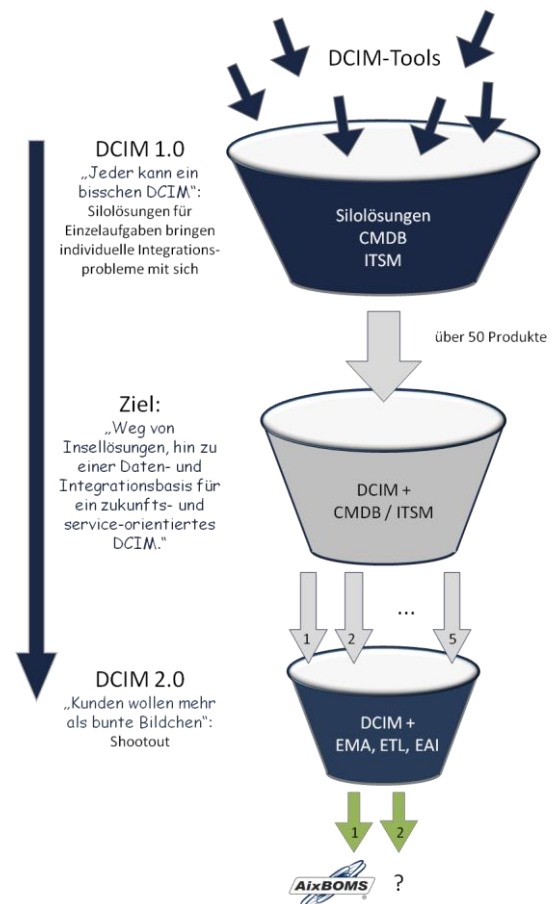 DCIM-Tools
DCIM 1.0
„Jeder kann ein
bisschen DCIM“:
Silolösungen für
Einzelaufgaben bringen
individuelle Integrations-
probleme mit sich
Silolösungen
CMDB
ITSM
über 50 Produkte
Ziel:
„Weg von
Insellösungen, hin zu
einer Daten- und
Integrationsbasis für
ein zukunfts- und
service-orientiertes
DCIM.“
DCIM +
CMDB / ITSM
1 2 ... 5
DCIM 2.0
„Kunden wollen mehr
als bunte Bildchen“:
Shootout
DCIM +
EMA, ETL, EAI
1 2
AixBOMS ?